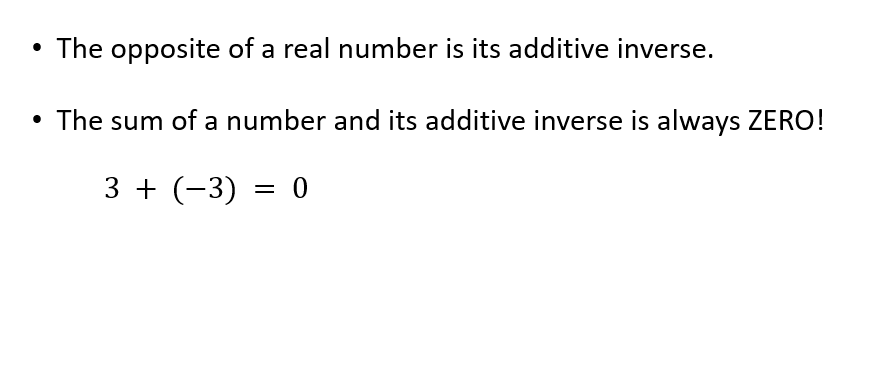 • The opposite of a real number is its additive inverse.
• The sum of a number and its additive inverse is always ZERO!
3 + (−3) = 0